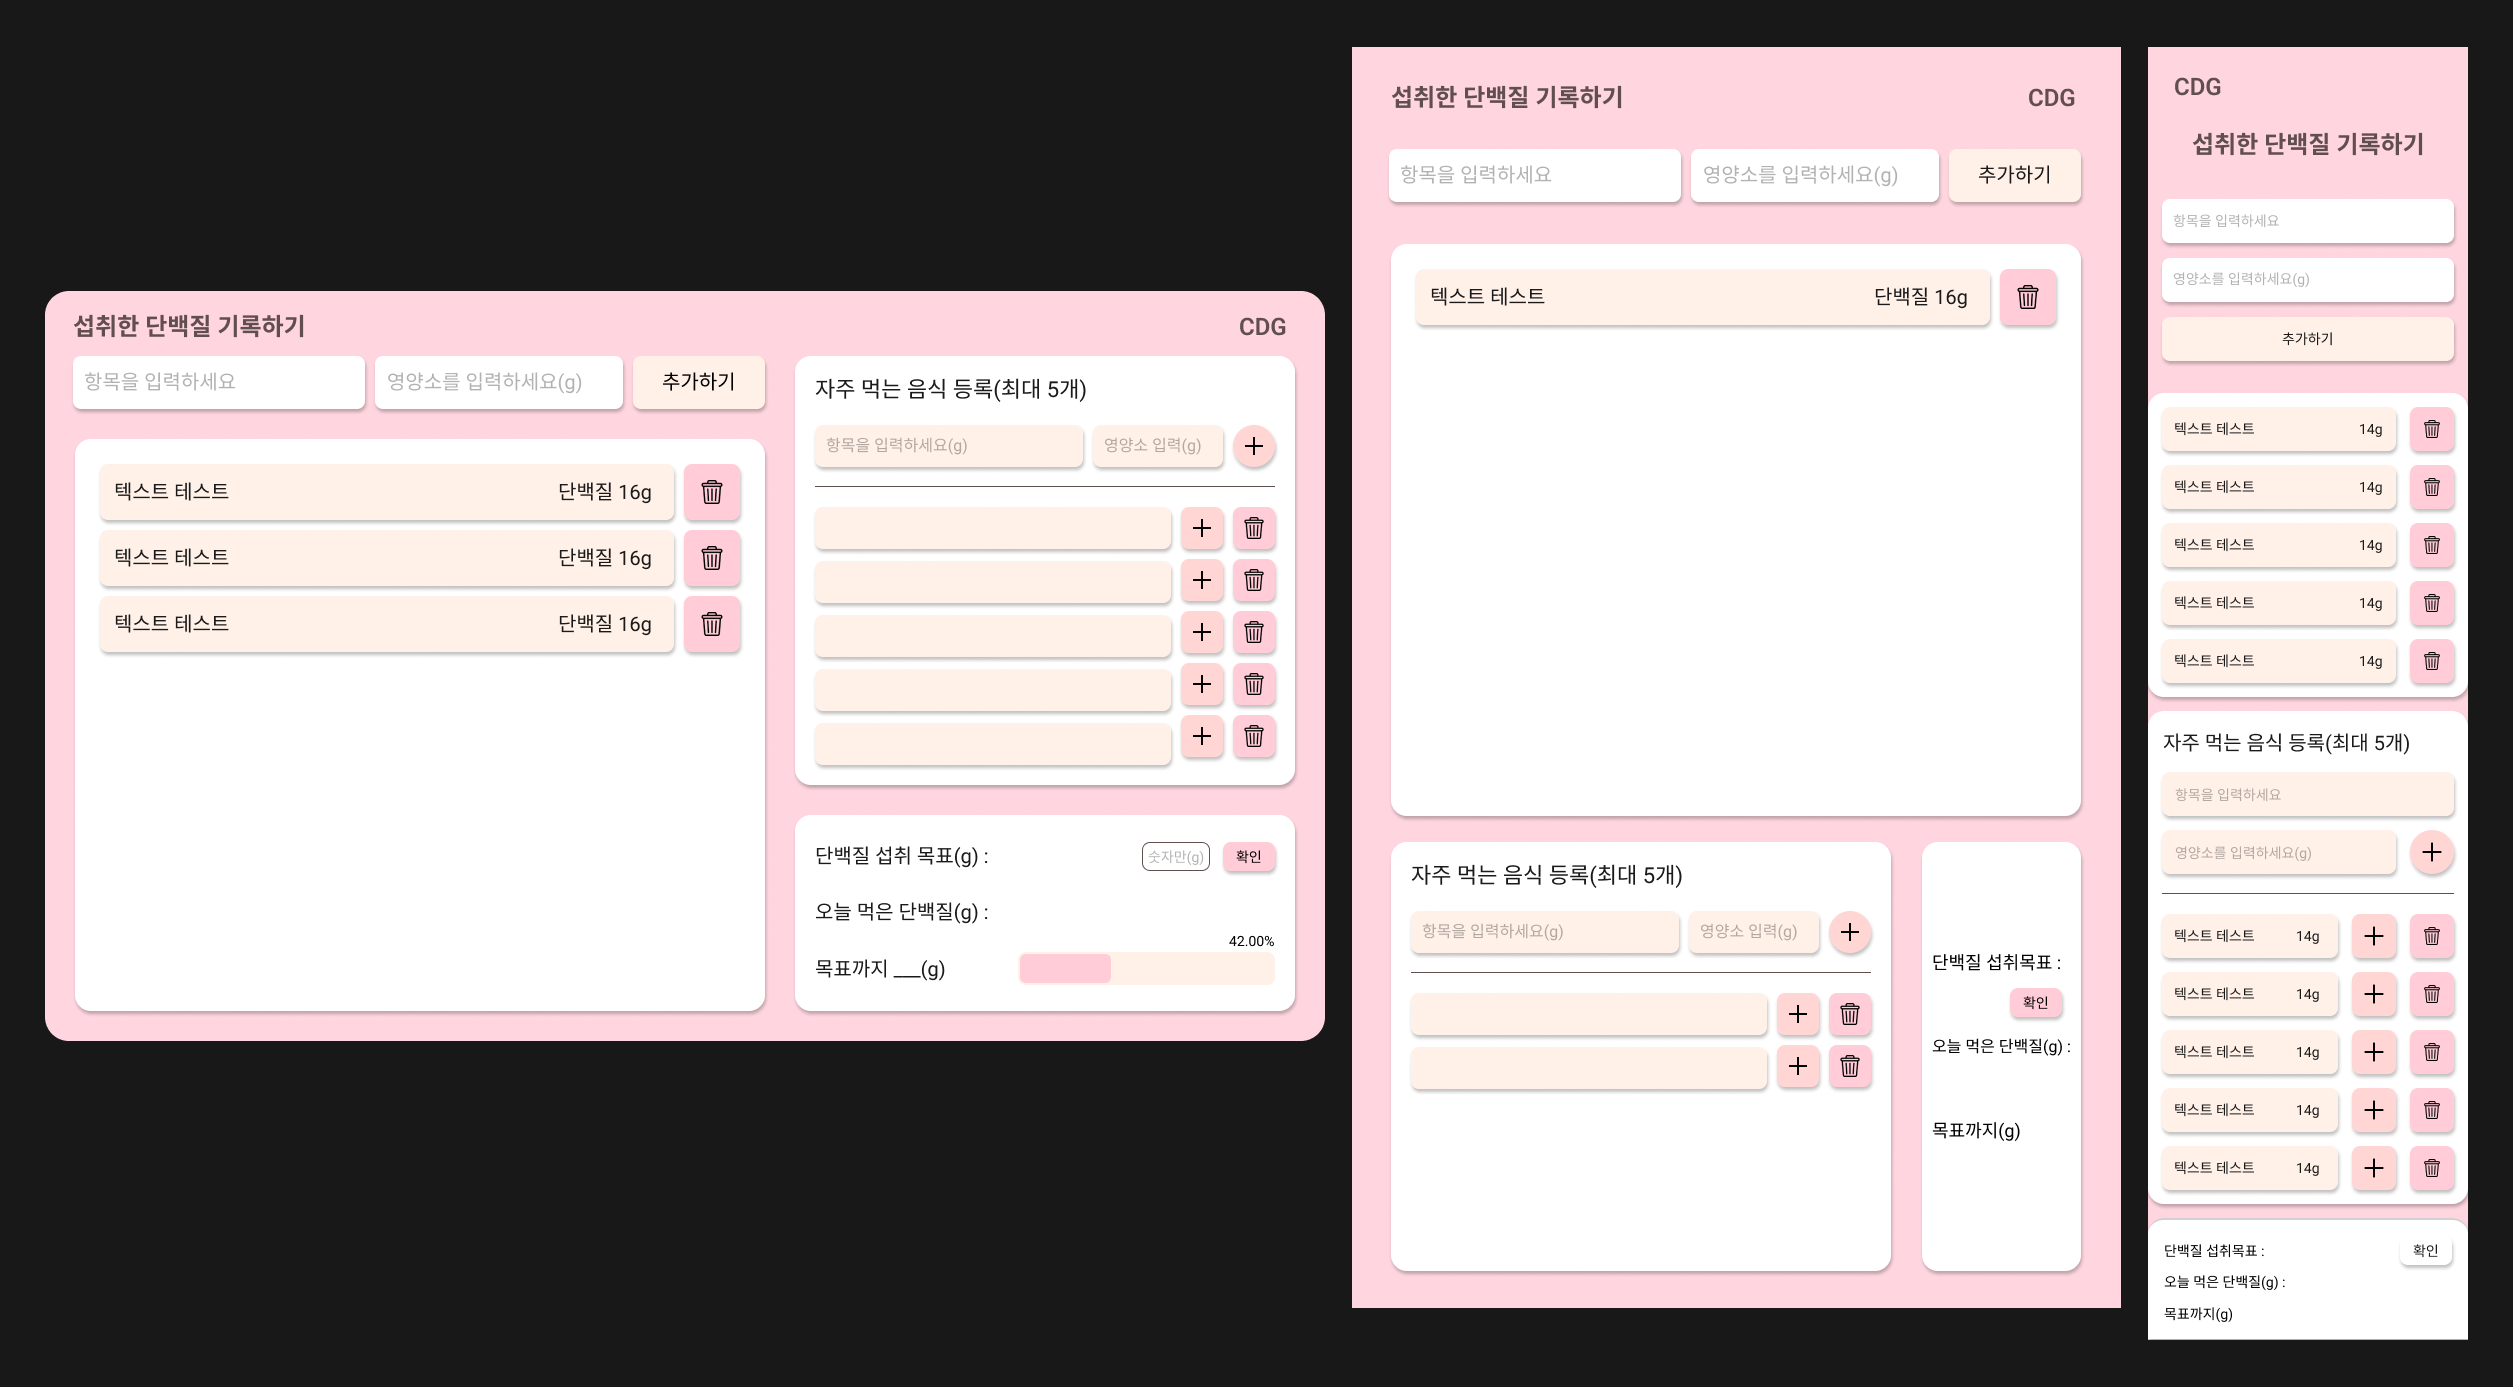 섭취한 단백질 기록하기
CDG
항목을 입력하세요
영양소를 입력하세요(g)
추가하기
텍스트 테스트 단백질 16g
텍스트 테스트 단백질 16g
텍스트 테스트 단백질 16g
자주 먹는 음식 등록(최대 5개)
항목을 입력하세요(g)
영양소 입력(g)
단백질 섭취 목표(g) :
숫자만(g)
확인
오늘 먹은 단백질(g) :
42.00%
목표까지 ___(g)
섭취한 단백질 기록하기
CDG
항목을 입력하세요
영양소를 입력하세요(g)
추가하기
텍스트 테스트 단백질 16g
자주 먹는 음식 등록(최대 5개)
항목을 입력하세요(g)
영양소 입력(g)
단백질 섭취목표 :
확인
오늘 먹은 단백질(g) :
목표까지(g)
CDG
섭취한 단백질 기록하기
항목을 입력하세요
영양소를 입력하세요(g)
추가하기
텍스트 테스트 14g
텍스트 테스트 14g
텍스트 테스트 14g
텍스트 테스트 14g
텍스트 테스트 14g
자주 먹는 음식 등록(최대 5개)
항목을 입력하세요
영양소를 입력하세요(g)
텍스트 테스트 14g
텍스트 테스트 14g
텍스트 테스트 14g
텍스트 테스트 14g
텍스트 테스트 14g
단백질 섭취목표 :
확인
오늘 먹은 단백질(g) :
목표까지(g)